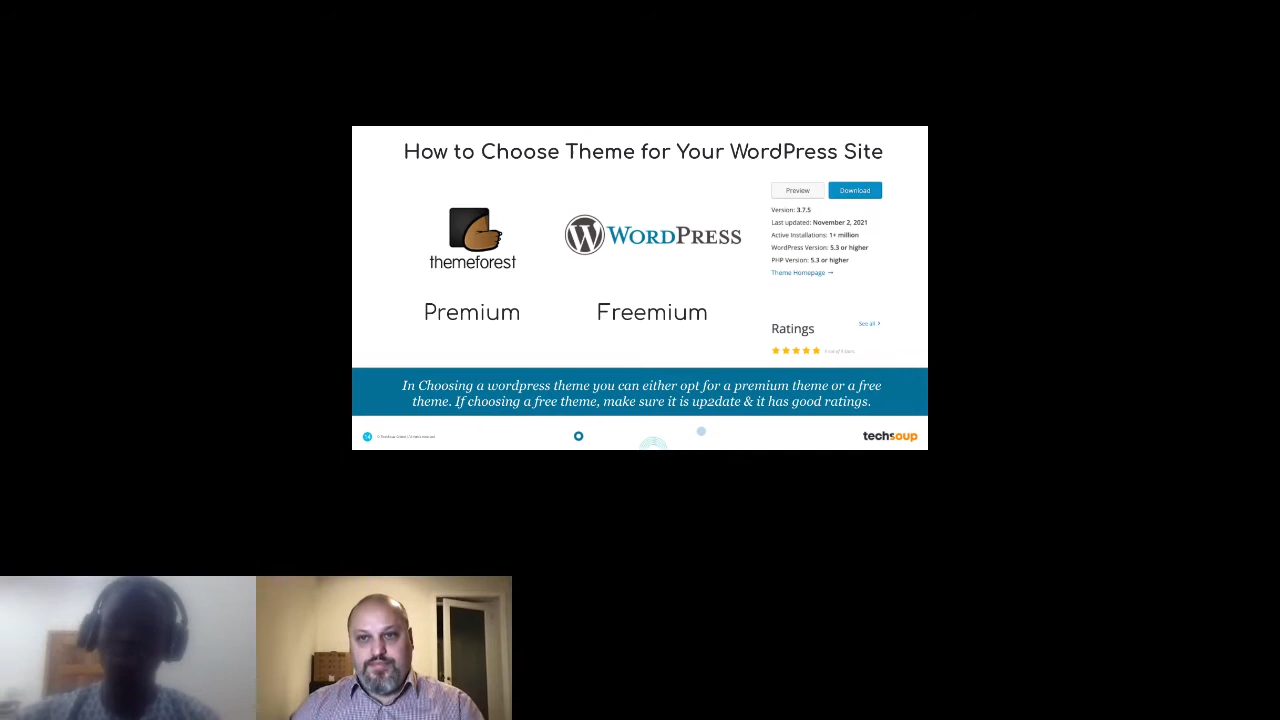 How to Choose Theme for Your WordPress Site
themeforest
WORDPRESS
Premium
Freemium
Preview
Download
Version: 3.7.5
Last updated: November 2, 2021
Active Installations: 1+ million
WordPress Version: 5.3 or higher
PHP Version: 5.3 or higher
Theme Homepage →
Ratings
See all >
In Choosing a wordpress theme you can either opt for a premium theme or a free
theme. If choosing a free theme, make sure it is up2date & it has good ratings.
techsoup